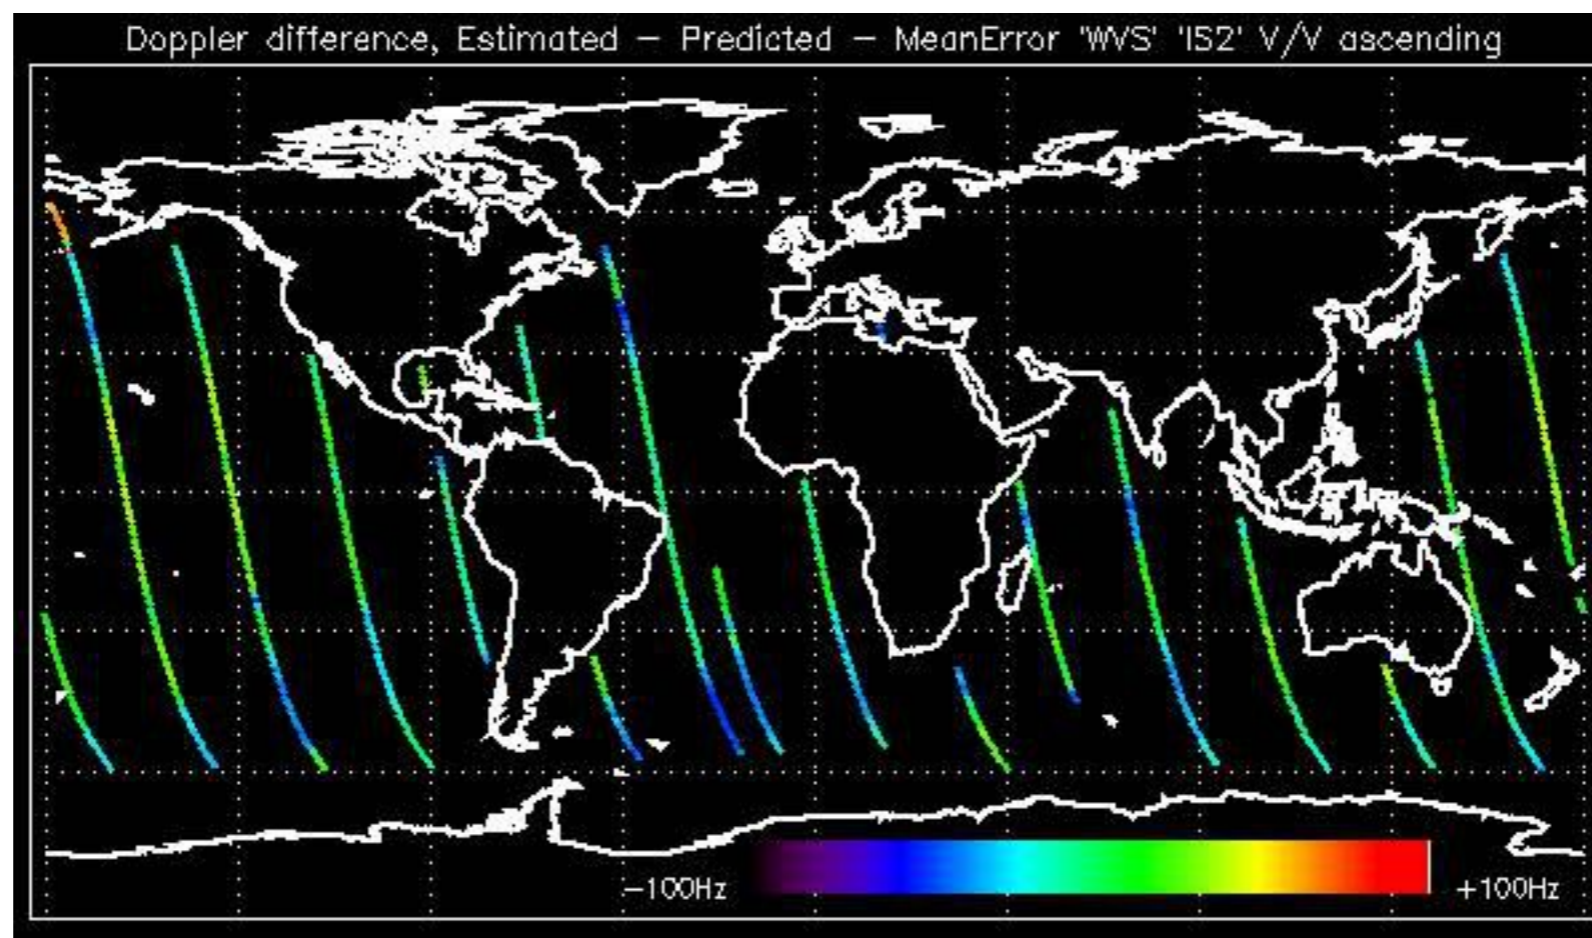 Doppler difference, Estimated – Predicted – MeanError 'WVS' 'IS2' V/V ascending
–100Hz
+100Hz